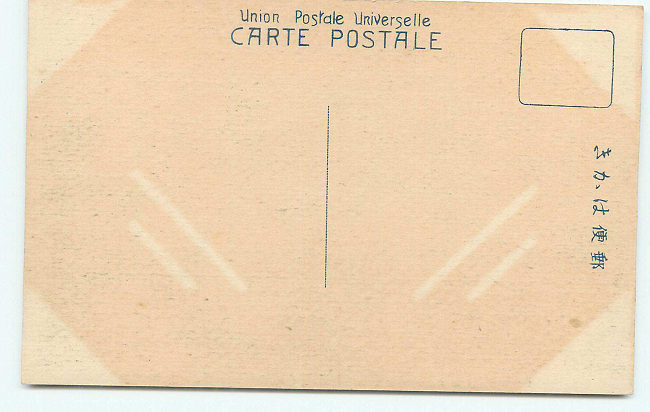 Union Postale Universelle
CARTE POSTALE
郵便はかき